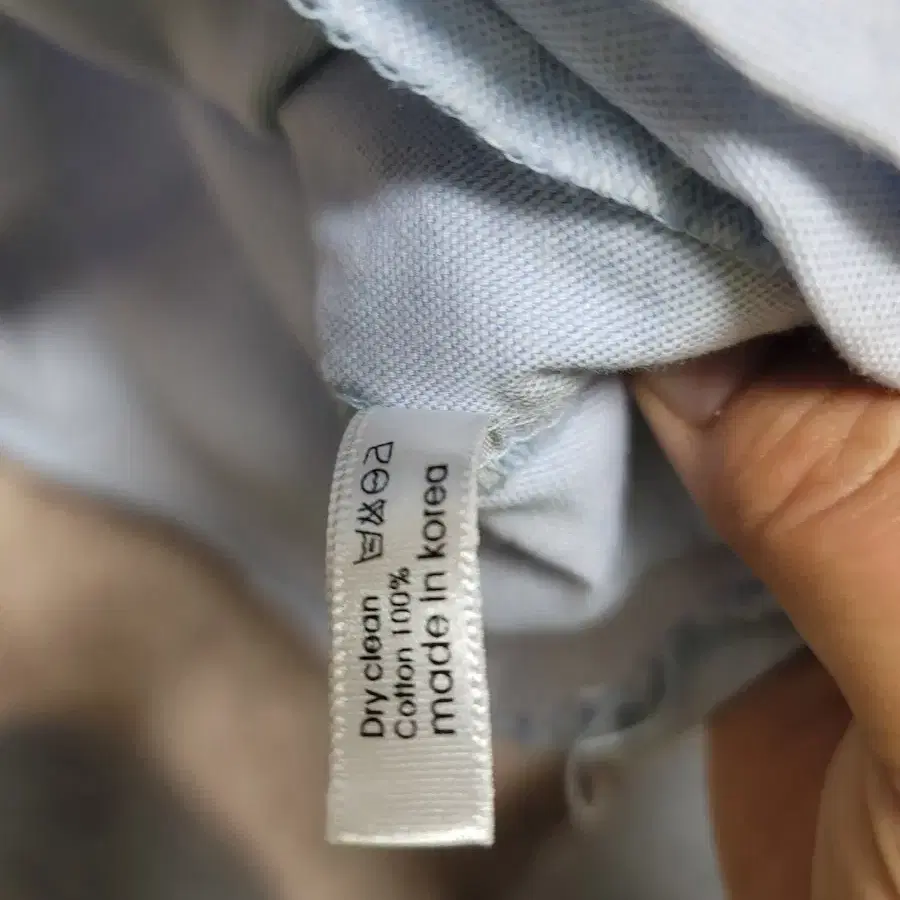 Dry clean
Cotton 100%
made in korea